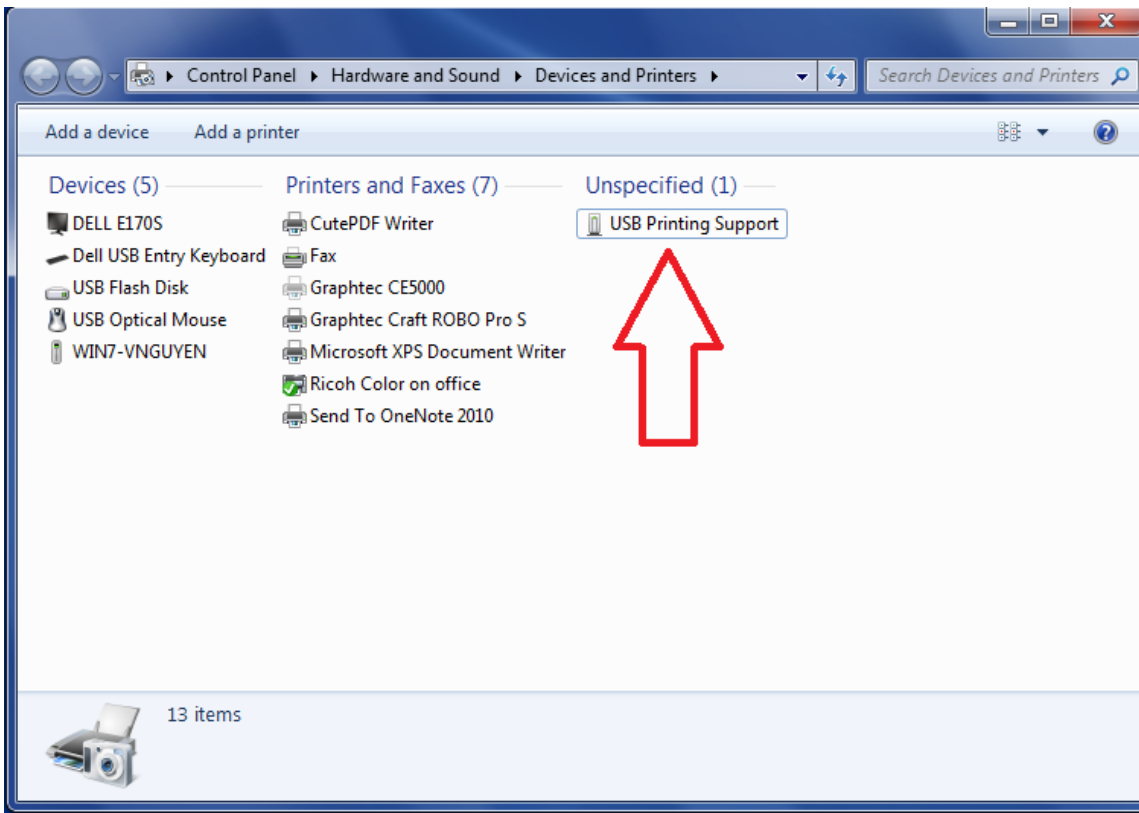 Control Panel ▸ Hardware and Sound ▸ Devices and Printers ▸
Search Devices and Printers
Add a device Add a printer
Devices (5)
DELL E170S
Dell USB Entry Keyboard
USB Flash Disk
USB Optical Mouse
WIN7-VNGUYEN
Printers and Faxes (7)
CutePDF Writer
Fax
Graphtec CE5000
Graphtec Craft ROBO Pro S
Microsoft XPS Document Writer
Ricoh Color on office
Send To OneNote 2010
Unspecified (1)
USB Printing Support
13 items